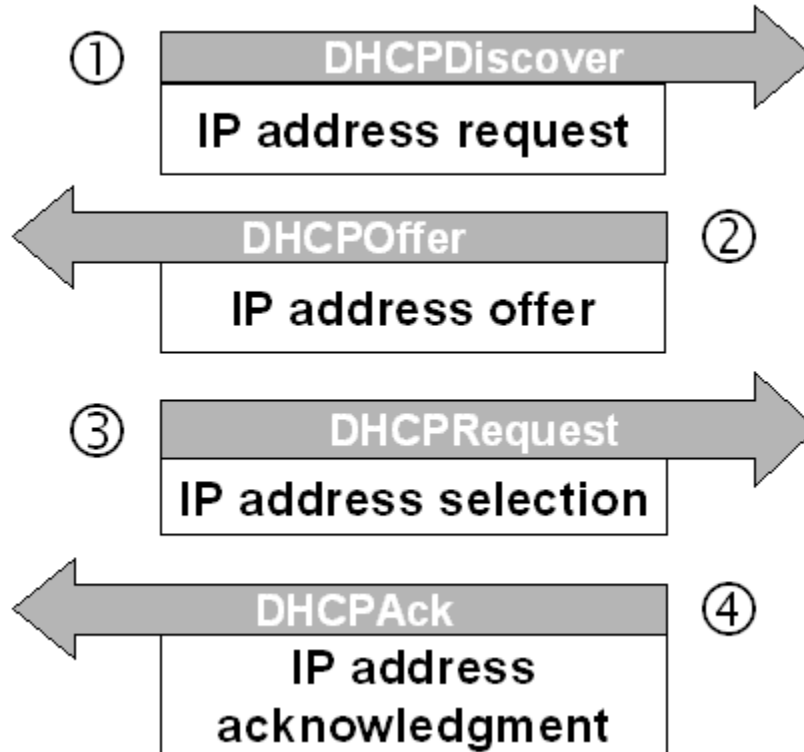 ① DHCPDiscover
IP address request
DHCPOffer ②
IP address offer
③ DHCPRequest
IP address selection
DHCPAck ④
IP address
acknowledgment